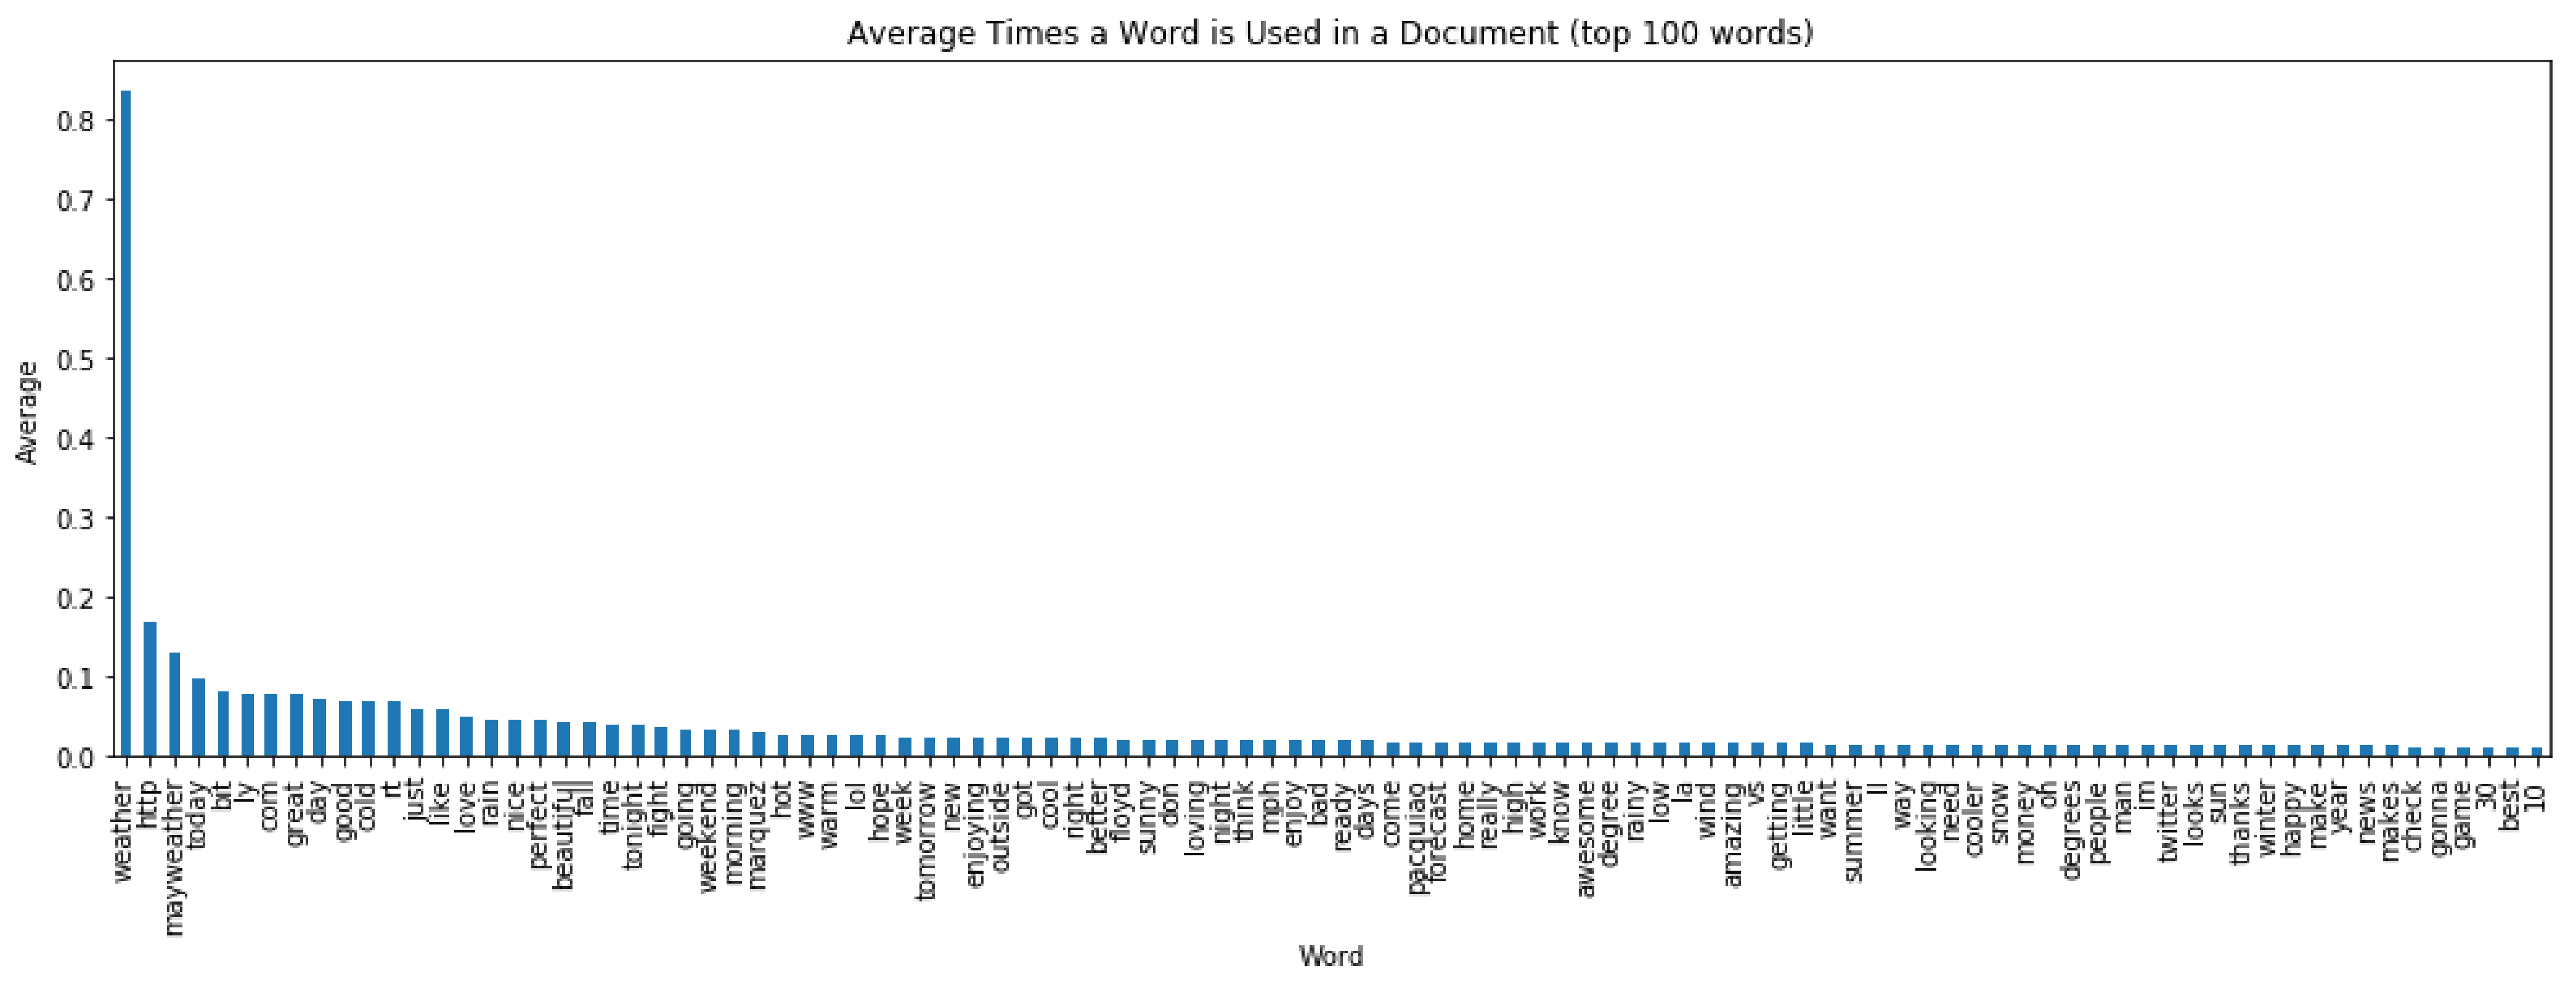 Average Times a Word is Used in a Document (top 100 words)
Average
0.8
0.7
0.6
0.5
0.4
0.3
0.2
0.1
0.0
weather
http
mayweather
today
bit
ly
com
great
day
good
cold
rt
just
like
love
rain
nice
perfect
beautiful
fall
time
tonight
fight
going
weekend
morning
marquez
hot
www
warm
lol
hope
week
tomorrow
new
enjoying
outside
got
cool
right
better
floyd
sunny
don
loving
night
think
mph
enjoy
bad
ready
days
come
pacquiao
forecast
home
really
high
work
know
awesome
degree
rainy
low
la
wind
amazing
vs
getting
little
want
summer
ll
way
looking
need
cooler
snow
money
oh
degrees
people
man
im
twitter
looks
sun
thanks
winter
happy
make
year
news
makes
check
gonna
game
30
best
10
Word